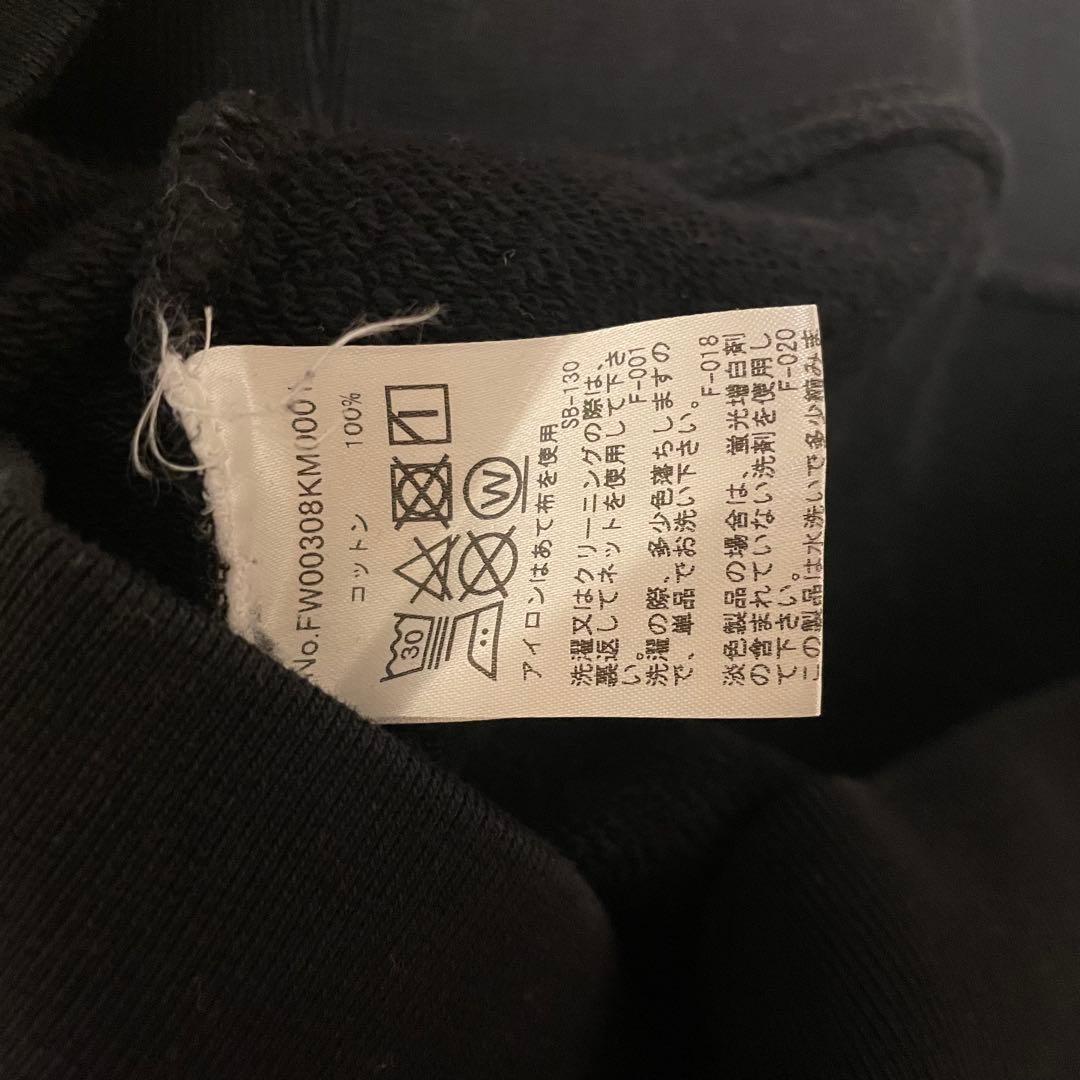 No.FW00308KM0001
コットン 100%
30
W
アイロンはあて布を使用
SB-130
洗濯又はクリーニングの際は、
裏返してネットを使用して下さ
い。 F-001
洗濯の際、多少色落ちしますの
で、単品でお洗い下さい。
F-018
淡色製品の場合は、蛍光増白剤
の含まれていない洗剤を使用し
て下さい。 F-020
この製品は水洗いで多少縮みま